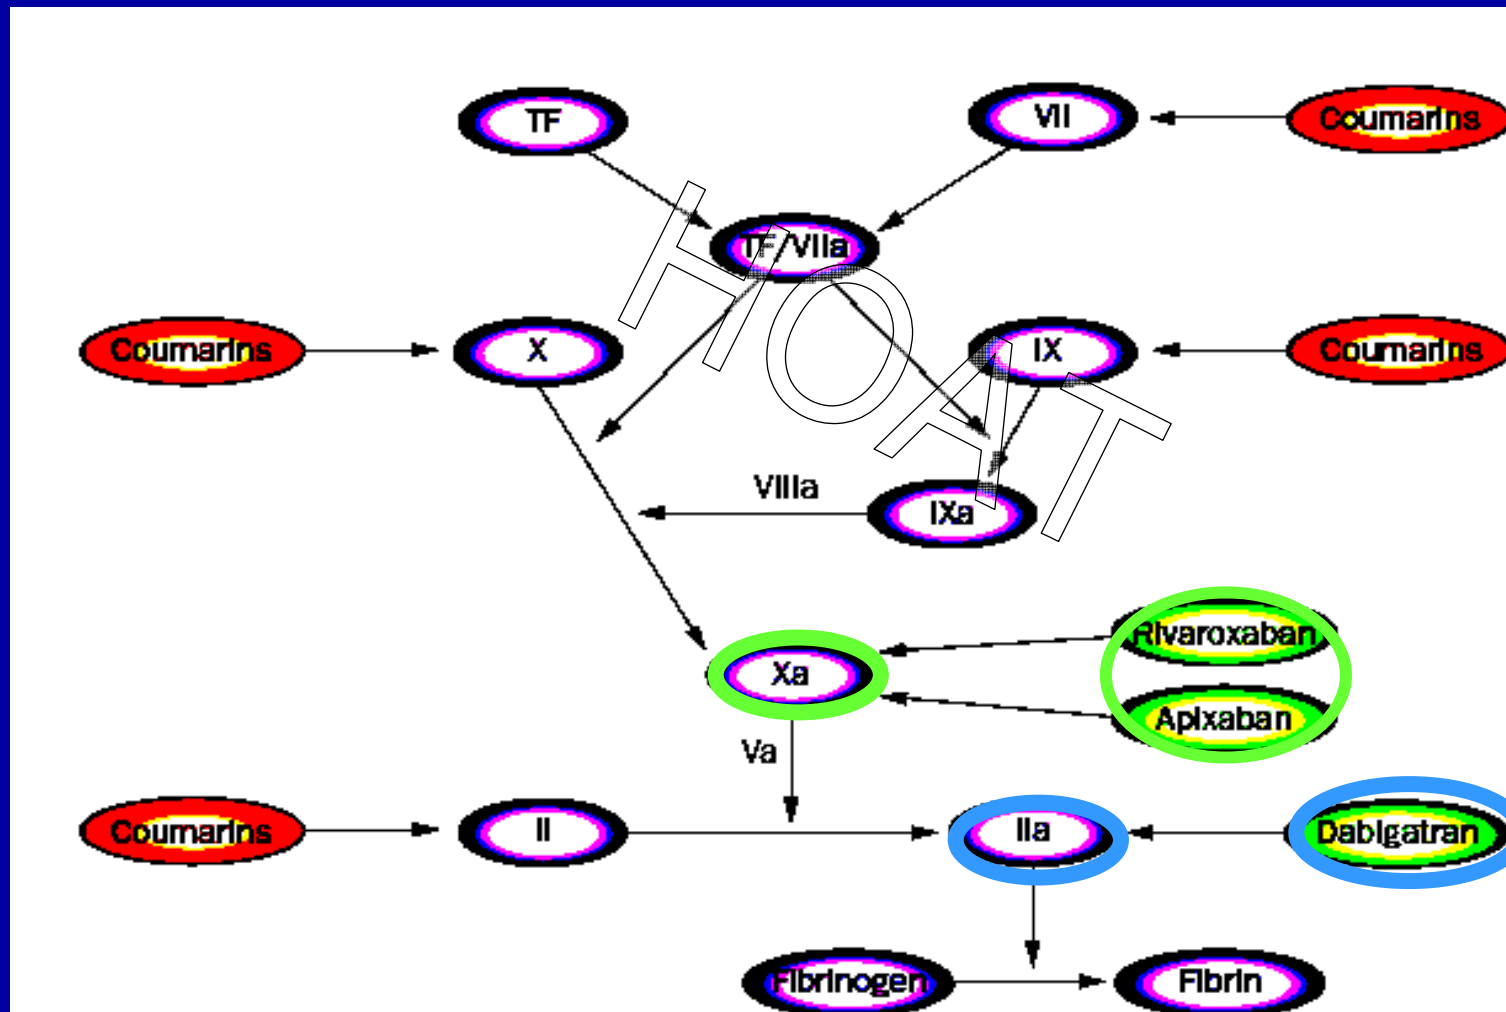 TF
VII
Coumarins
TF/VIIa
Coumarins
X
IX
Coumarins
VIIIa
IXa
Rivaroxaban
Xa
Apixaban
Va
Coumarins
II
IIa
Dabigatran
Fibrinogen
Fibrin
HOAT